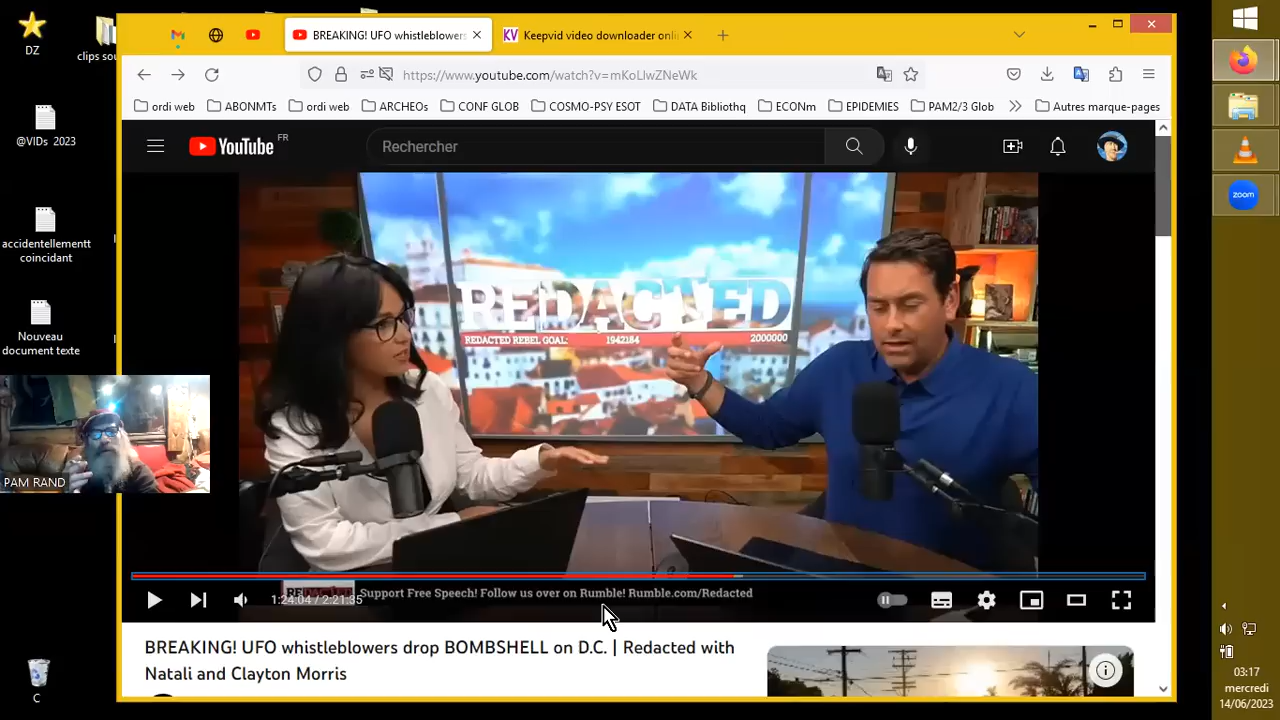 DZ
clips sou
@VIDs 2023
accidentellementt
coincidant
Nouveau
document texte
PAM RAND
C
BREAKING! UFO whistleblowers
Keepvid video downloader onli
https://www.youtube.com/watch?v=mKoLlwZNeWk
ordi web
ABONMTs
ordi web
ARCHEOs
CONF GLOB
COSMO-PSY ESOT
DATA Bibliothq
ECONm
EPIDEMIES
PAM2/3 Glob
Autres marque-pages
YouTube FR
Rechercher
REDACTED
REDACTED REBEL GOAL: 1942184 2000000
1:24:04 / 2:21:35
Support Free Speech! Follow us over on Rumble! Rumble.com/Redacted
BREAKING! UFO whistleblowers drop BOMBSHELL on D.C. | Redacted with
Natali and Clayton Morris
zoom
03:17
mercredi
14/06/2023